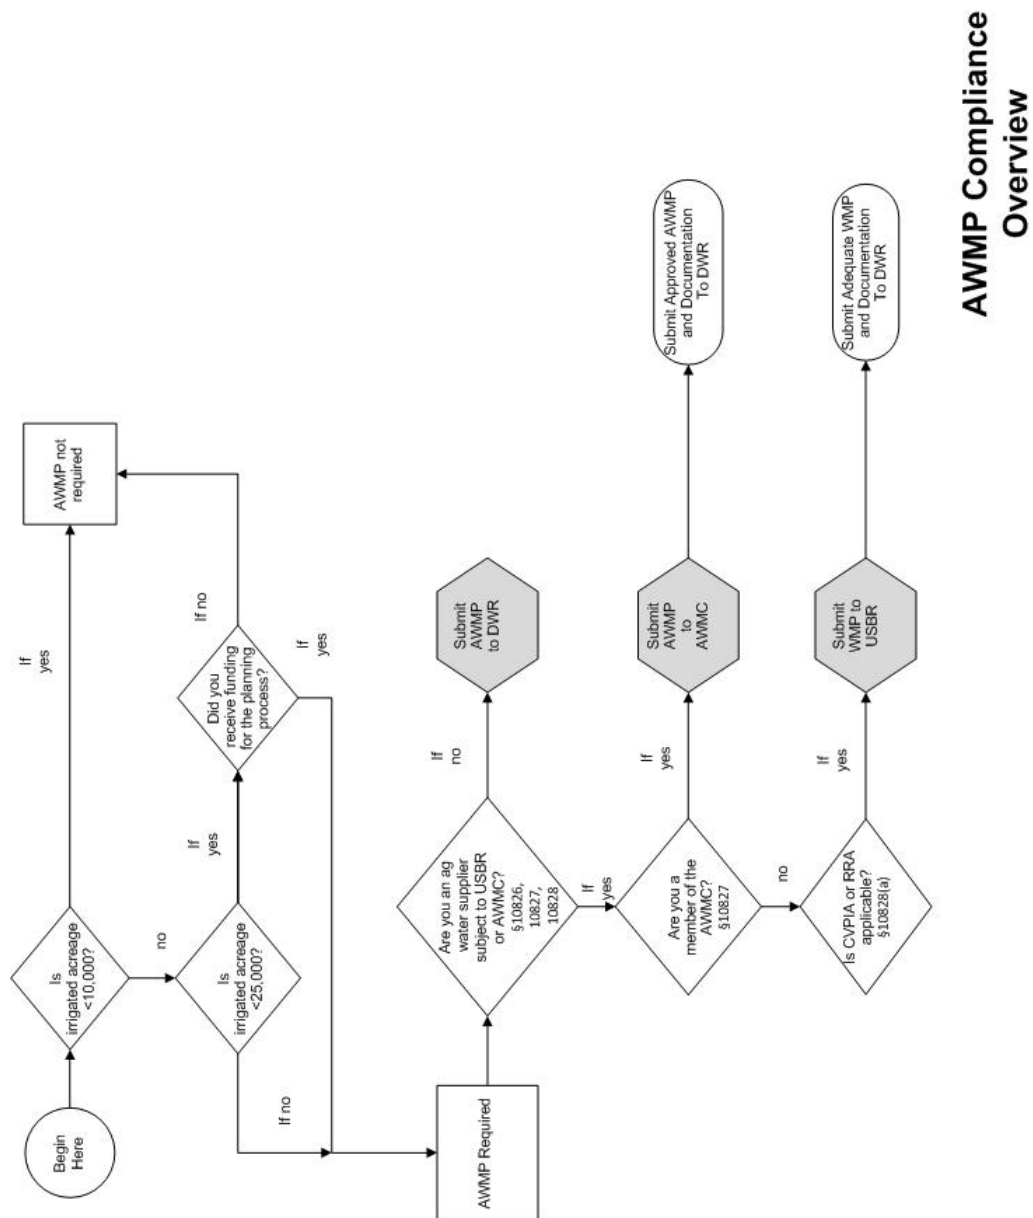 Begin
Here
Is
irrigated acreage
<10,000?
If
yes
AWMP not
required
no
Is
irrigated acreage
<25,000?
If
yes
Did you
receive funding
for the planning
process?
If no
If
yes
If no
AWMP Required
Are you an ag
water supplier
subject to USBR
or AWMC?
§10826,
10827,
10828
If
no
Submit
AWMP
to DWR
If
yes
Are you a
member of the
AWMC?
§10827
If
yes
Submit
AWMP
to
AWMC
Submit Approved AWMP
and Documentation
To DWR
no
Is CVPIA or RRA
applicable?
§10828(a)
If
yes
Submit
WMP to
USBR
Submit Adequate WMP
and Documentation
To DWR
AWMP Compliance
Overview